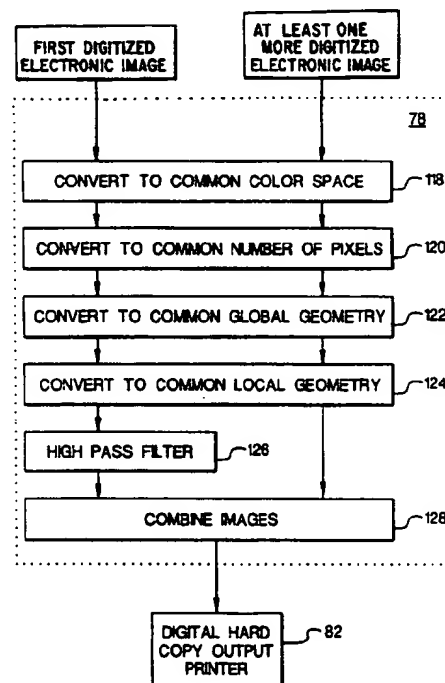 FIRST DIGITIZED
ELECTRONIC IMAGE
AT LEAST ONE
MORE DIGITIZED
ELECTRONIC IMAGE
78
CONVERT TO COMMON COLOR SPACE
118
CONVERT TO COMMON NUMBER OF PIXELS
120
CONVERT TO COMMON GLOBAL GEOMETRY
122
CONVERT TO COMMON LOCAL GEOMETRY
124
HIGH PASS FILTER
126
COMBINE IMAGES
128
DIGITAL HARD
COPY OUTPUT
PRINTER
82